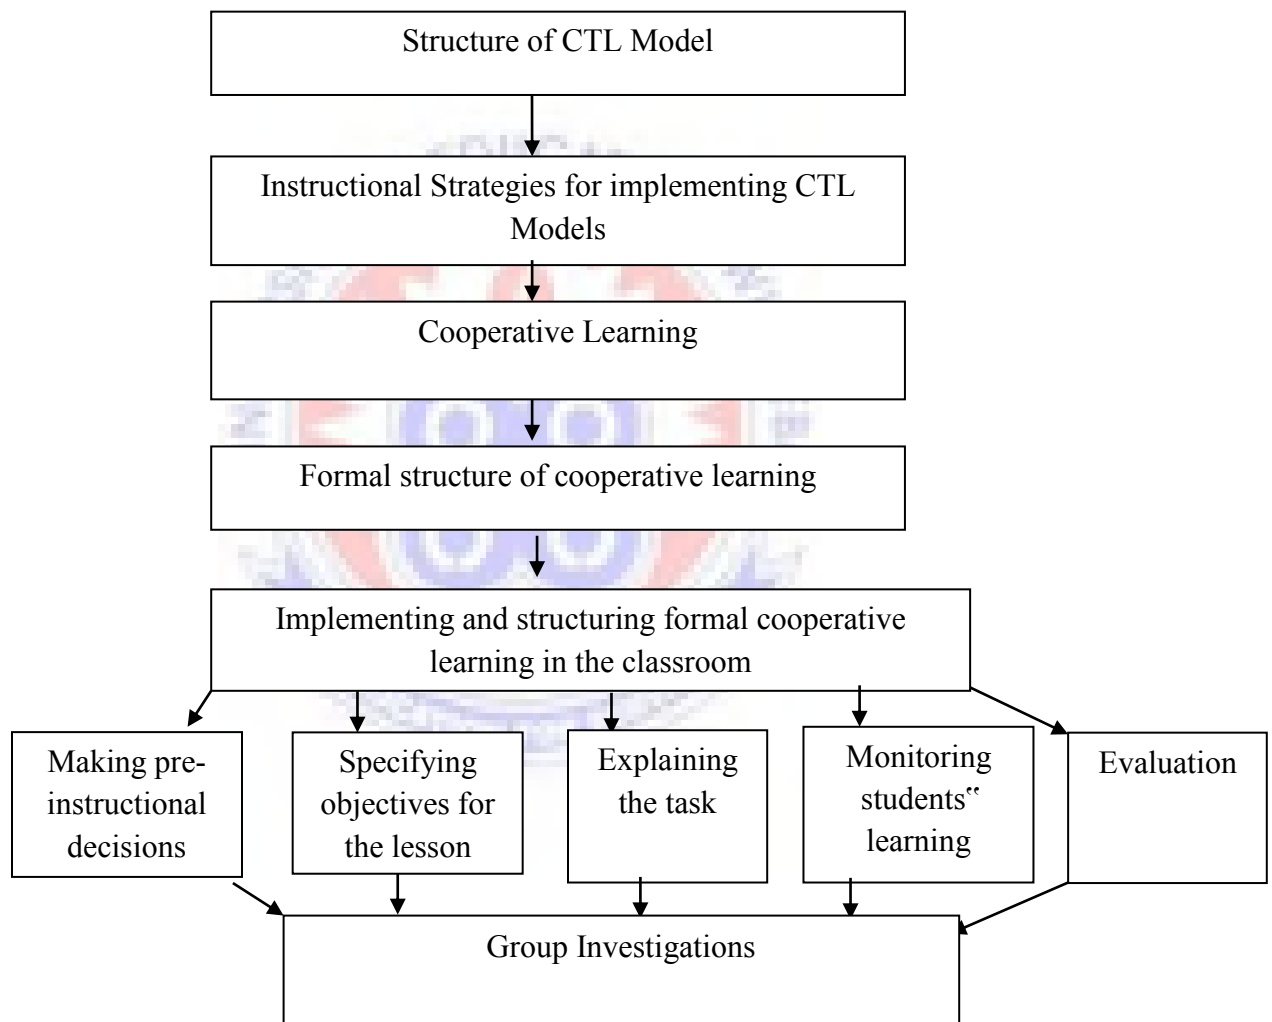 Structure of CTL Model
Instructional Strategies for implementing CTL
Models
Cooperative Learning
Formal structure of cooperative learning
Implementing and structuring formal cooperative
learning in the classroom
Making pre-
instructional
decisions
Specifying
objectives for
the lesson
Explaining
the task
Monitoring
students‟
learning
Evaluation
Group Investigations